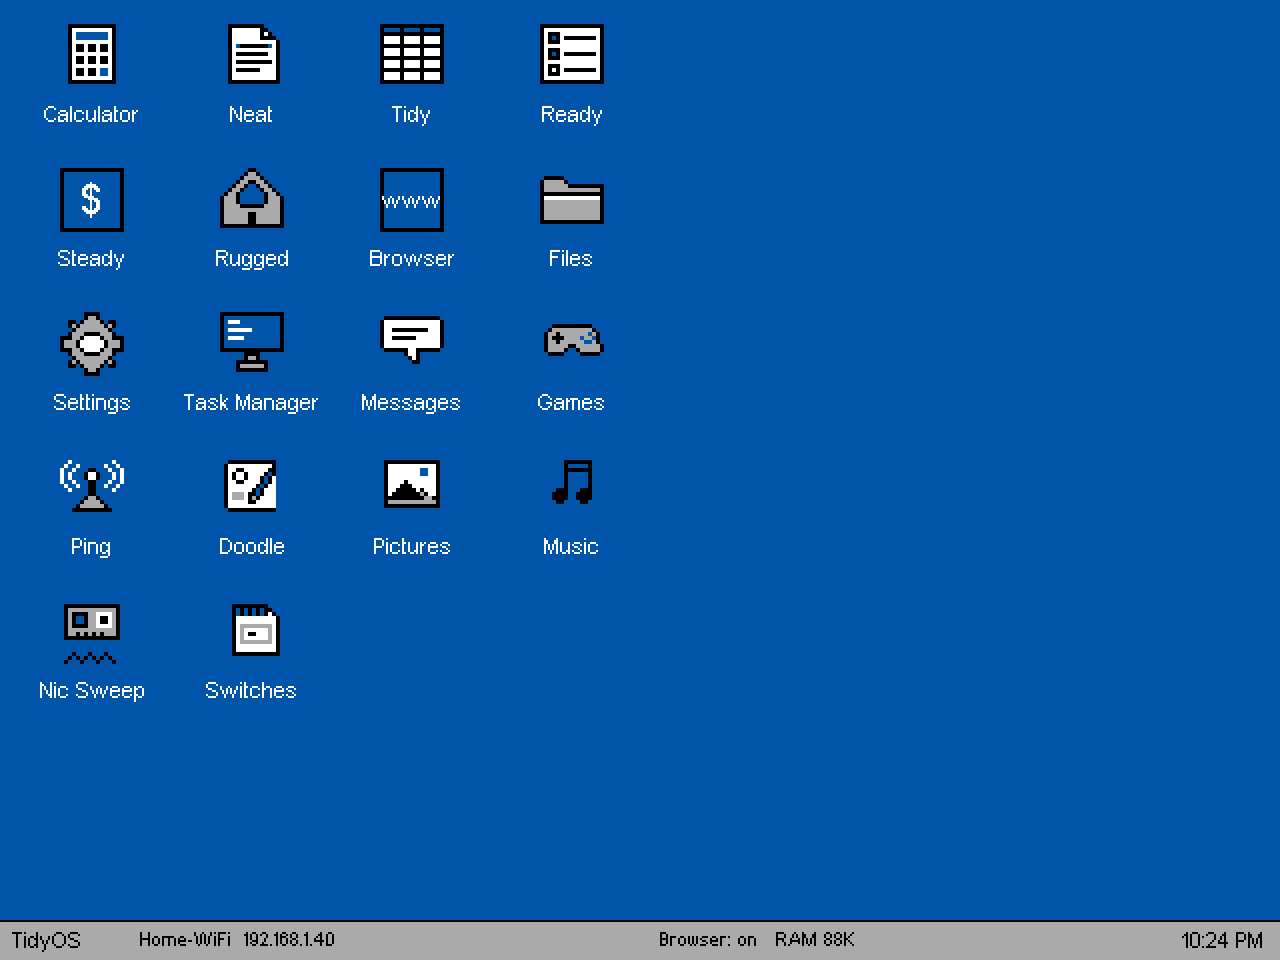 Calculator Neat Tidy Ready
$ www
Steady Rugged Browser Files
Settings Task Manager Messages Games
Ping Doodle Pictures Music
Nic Sweep Switches
TidyOS Home-WiFi 192.168.1.40 Browser: on RAM 88K 10:24 PM